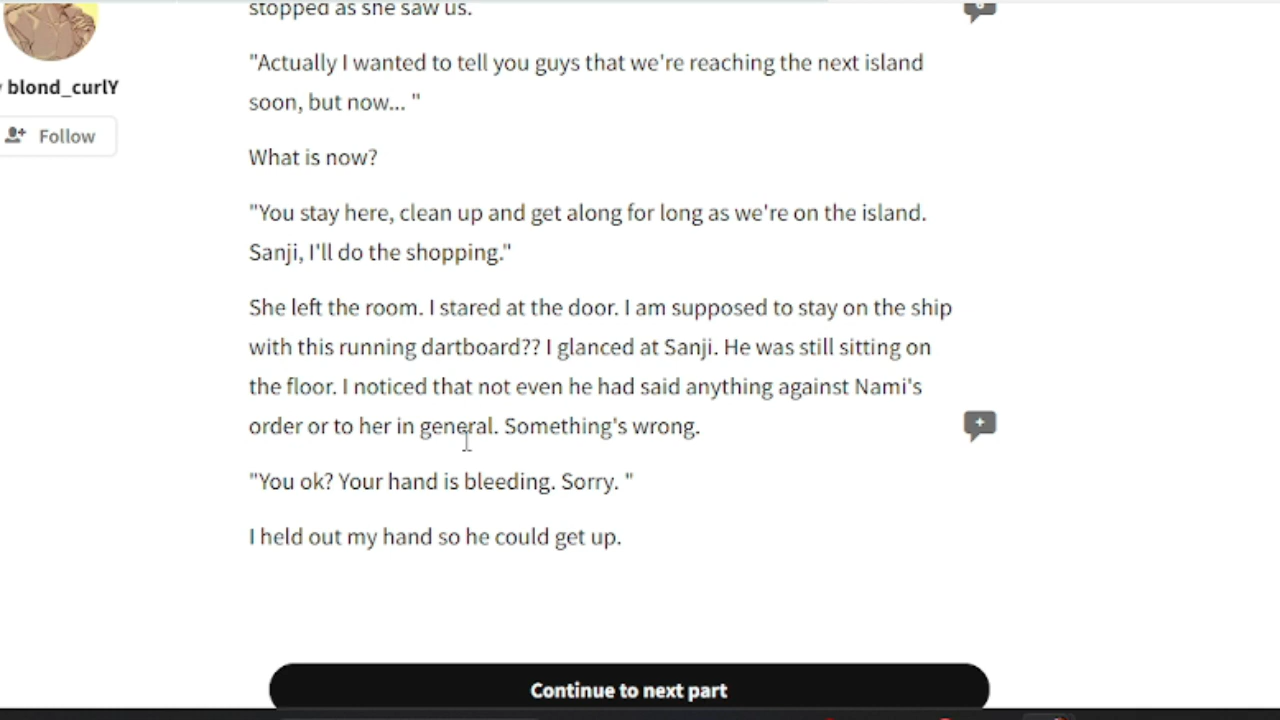 stopped as she saw us.
"Actually I wanted to tell you guys that we're reaching the next island
soon, but now... "
blond_curlY
Follow
What is now?
"You stay here, clean up and get along for long as we're on the island.
Sanji, I'll do the shopping."
She left the room. I stared at the door. I am supposed to stay on the ship
with this running dartboard?? I glanced at Sanji. He was still sitting on
the floor. I noticed that not even he had said anything against Nami's
order or to her in general. Something's wrong.
+
"You ok? Your hand is bleeding. Sorry. "
I held out my hand so he could get up.
Continue to next part